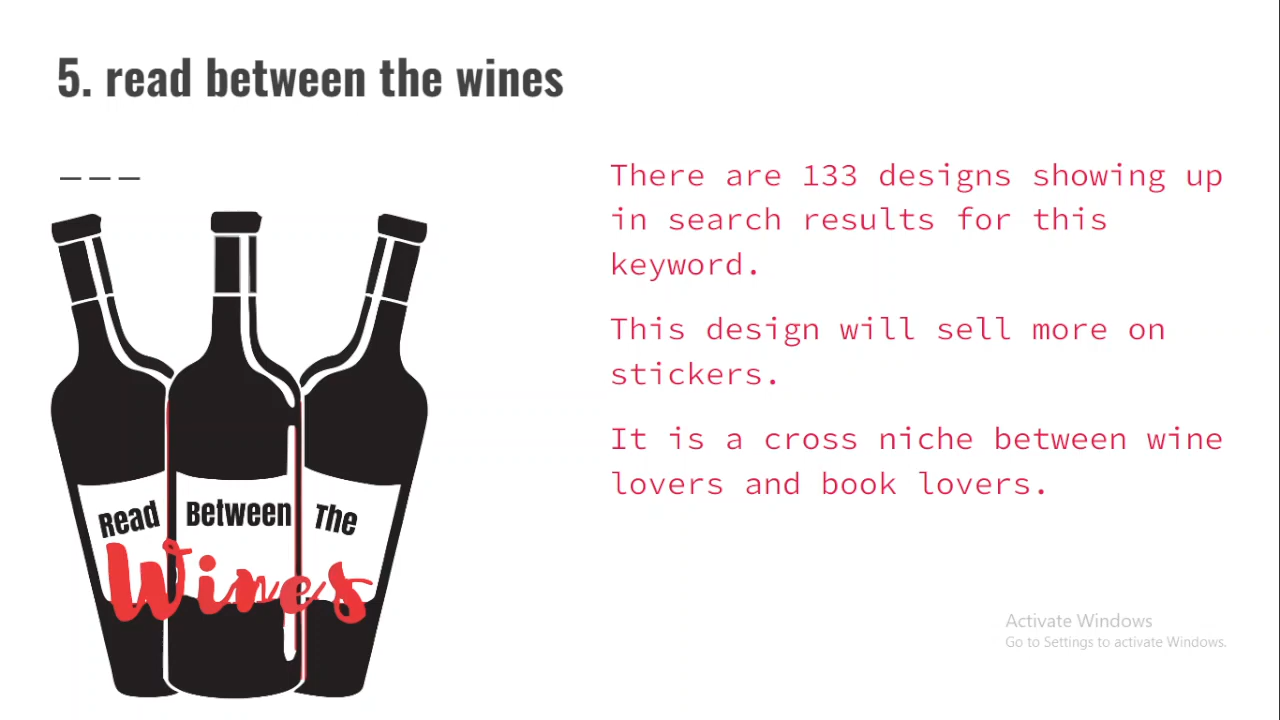 5. read between the wines
There are 133 designs showing up
in search results for this
keyword.
This design will sell more on
stickers.
It is a cross niche between wine
lovers and book lovers.
Read Between The
Wines
Activate Windows
Go to Settings to activate Windows.